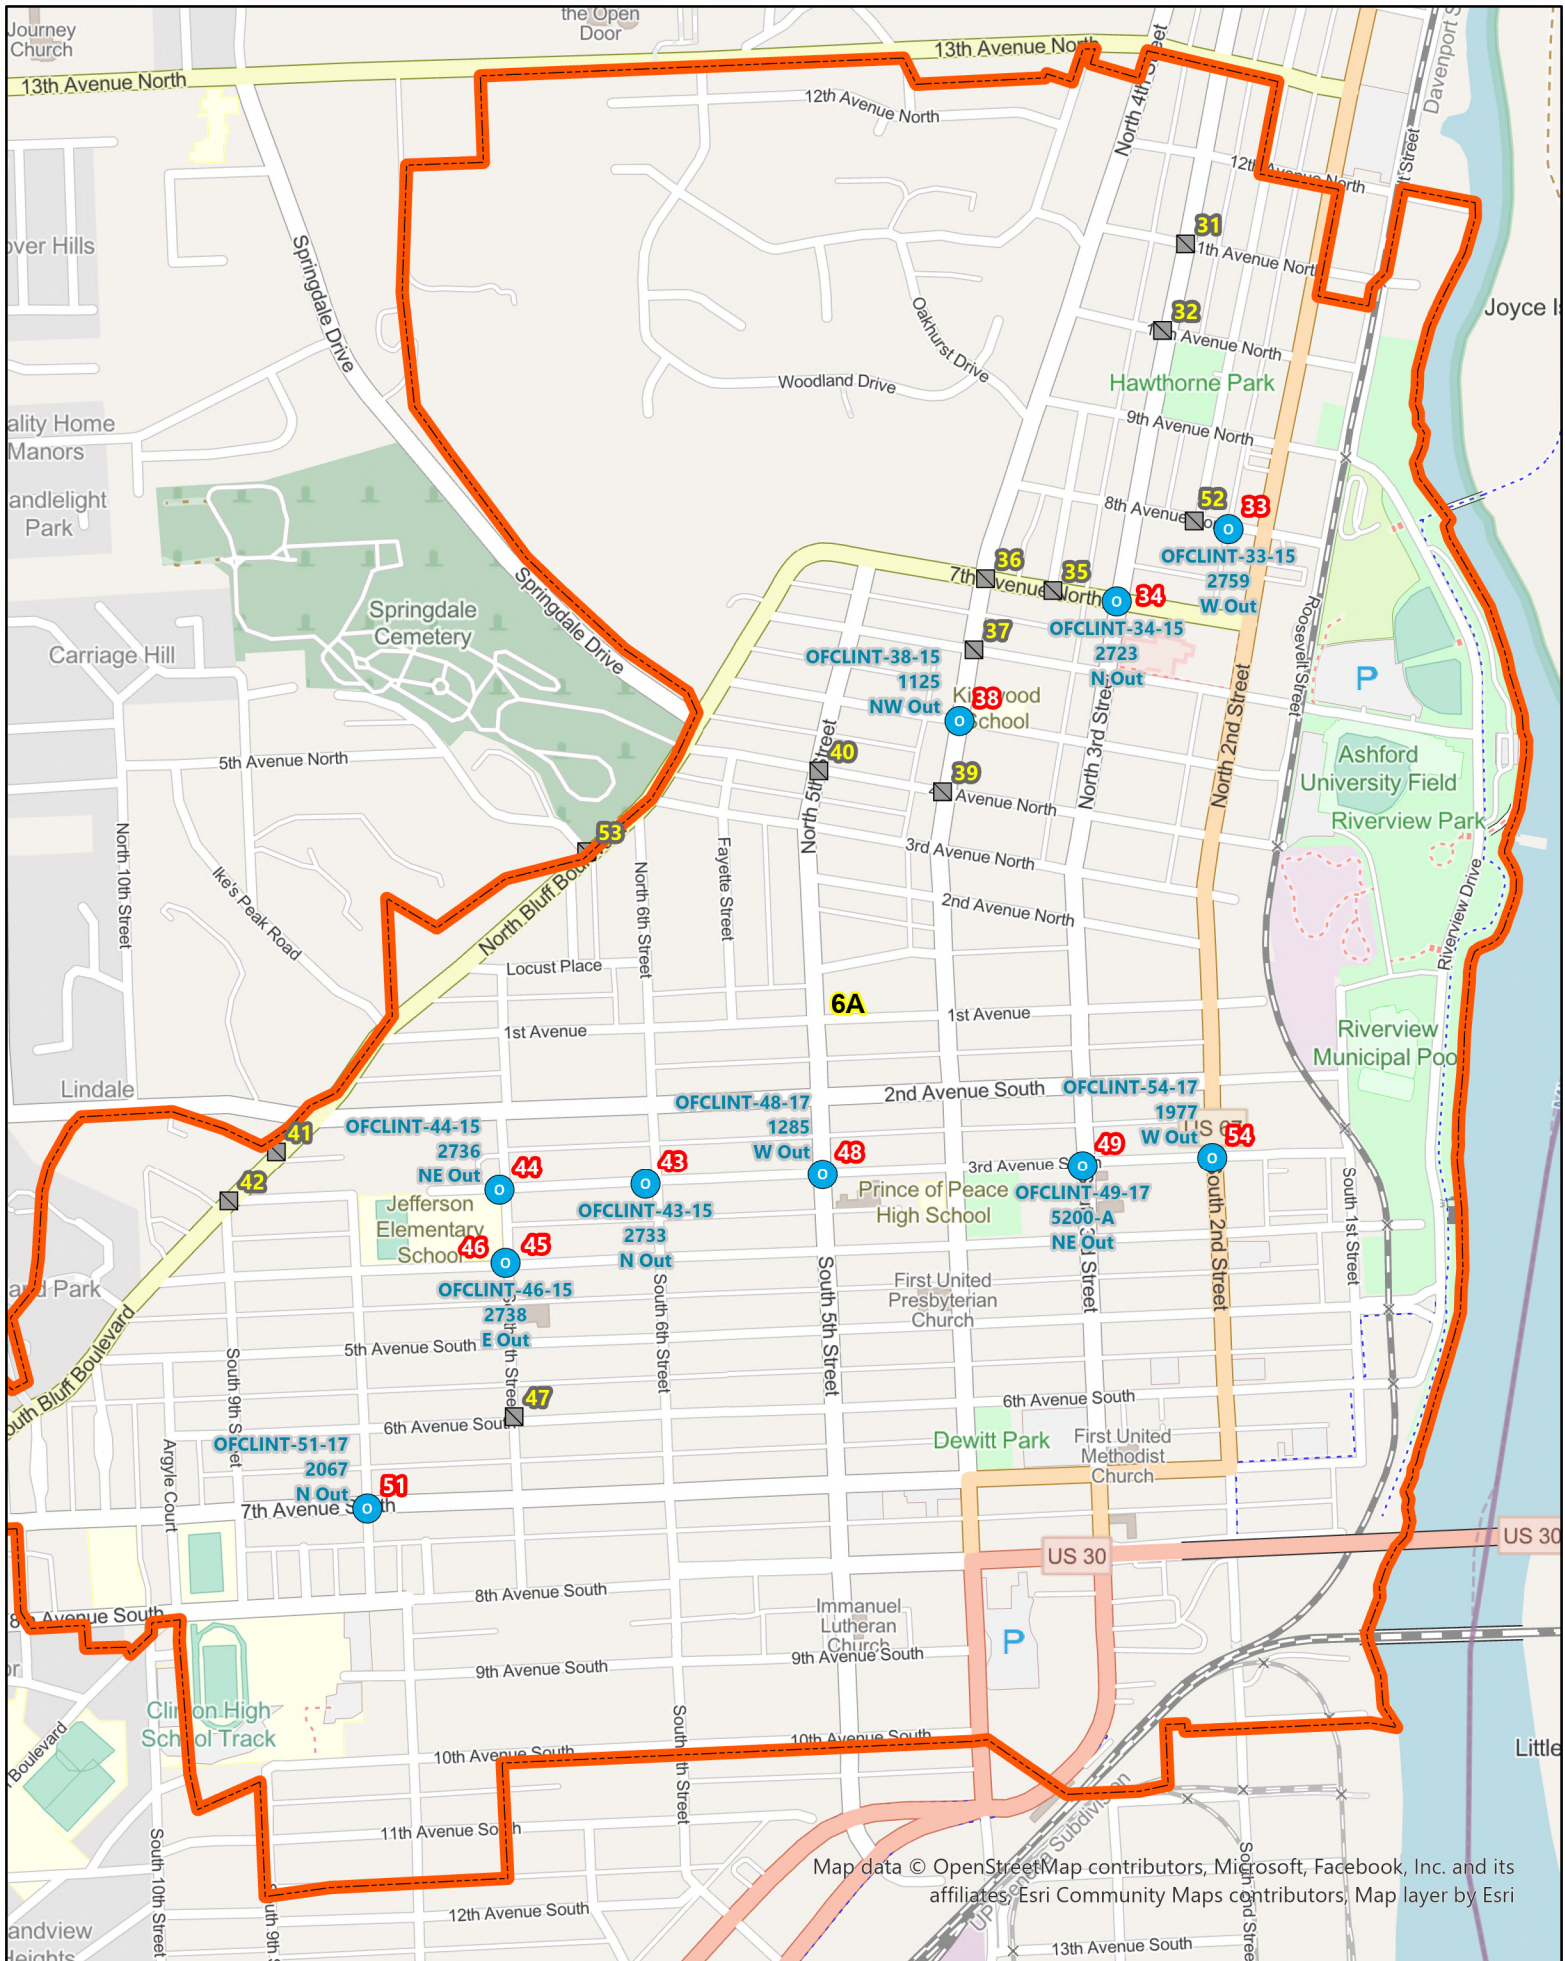 Journey
Church
the Open
Door
13th Avenue North
13th Avenue North
North 4th Street
Davenport S
12th Avenue North
12th Avenue North
over Hills
Springdale Drive
31
1th Avenue North
32
Avenue North
Joyce I
Oakhurst Drive
Woodland Drive
Hawthorne Park
9th Avenue North
ality Home
Manors
andlelight
Park
52
33
8th Avenue
OFCLINT-33-15
2759
W Out
36
35
7th Avenue North
34
OFCLINT-34-15
2723
N Out
Springdale Drive
Springdale
Cemetery
Carriage Hill
37
OFCLINT-38-15
1125
NW Out
38
School
Roosevelt Street
P
North 3rd Street
North 2nd Street
5th Avenue North
40
39
Avenue North
North 5th Street
Ashford
University Field
Riverview Park
53
North 10th Street
Ike's Peak Road
North Bluff Bou
North 6th Street
Fayette Street
3rd Avenue North
2nd Avenue North
Riverview Drive
Locust Place
6A
1st Avenue
1st Avenue
Riverview
Municipal Poo
Lindale
2nd Avenue South
OFCLINT-54-17
1977
W Out
OFCLINT-48-17
1285
W Out
OFCLINT-44-15
2736
NE Out
41
42
44
43
48
49
54
3rd Avenue
OFCLINT-43-15
2733
N Out
OFCLINT-49-17
5200-A
NE Out
Prince of Peace
High School
Jefferson
Elementary
School
46
45
OFCLINT-46-15
2738
E Out
and Park
South 1st Street
South 2nd Street
South 5th Street
South 6th Street
First United
Presbyterian
Church
5th Avenue South
South 9th Street
47
6th Avenue South
6th Avenue South
outh Bluff Boulevard
Argyle Court
OFCLINT-51-17
2067
N Out
51
7th Avenue
Dewitt Park
First United
Methodist
Church
US 30
US 30
8th Avenue South
Avenue South
Immanuel
Lutheran
Church
P
9th Avenue South
9th Avenue South
Clinton High
School Track
Boulevard
10th Avenue South
10th Avenue South
Little
11th Avenue South
South 10th Street
12th Avenue South
13th Avenue South
andview
Heights
Map data © OpenStreetMap contributors, Microsoft, Facebook, Inc. and its
affiliates, Esri Community Maps contributors, Map layer by Esri